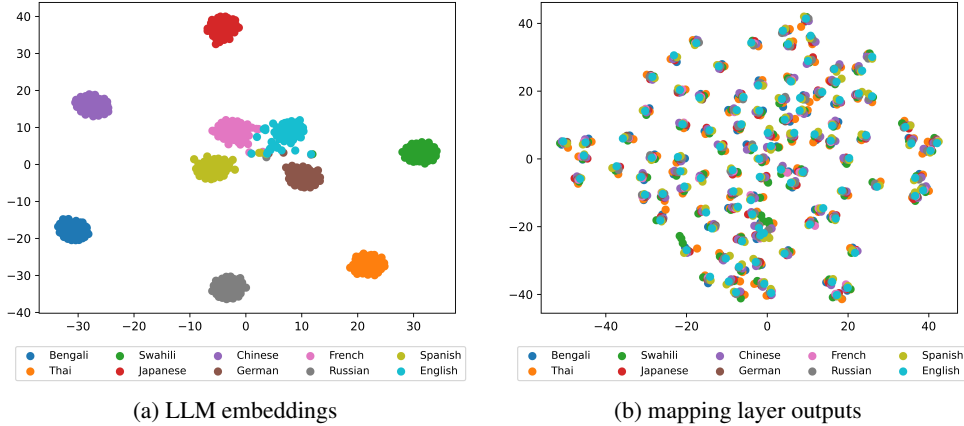 40
30
20
10
0
−10
−20
−30
−40
−30 −20 −10 0 10 20 30
Bengali Swahili Chinese French Spanish
Thai Japanese German Russian English
(a) LLM embeddings
40
20
0
−20
−40
−40 −20 0 20 40
Bengali Swahili Chinese French Spanish
Thai Japanese German Russian English
(b) mapping layer outputs